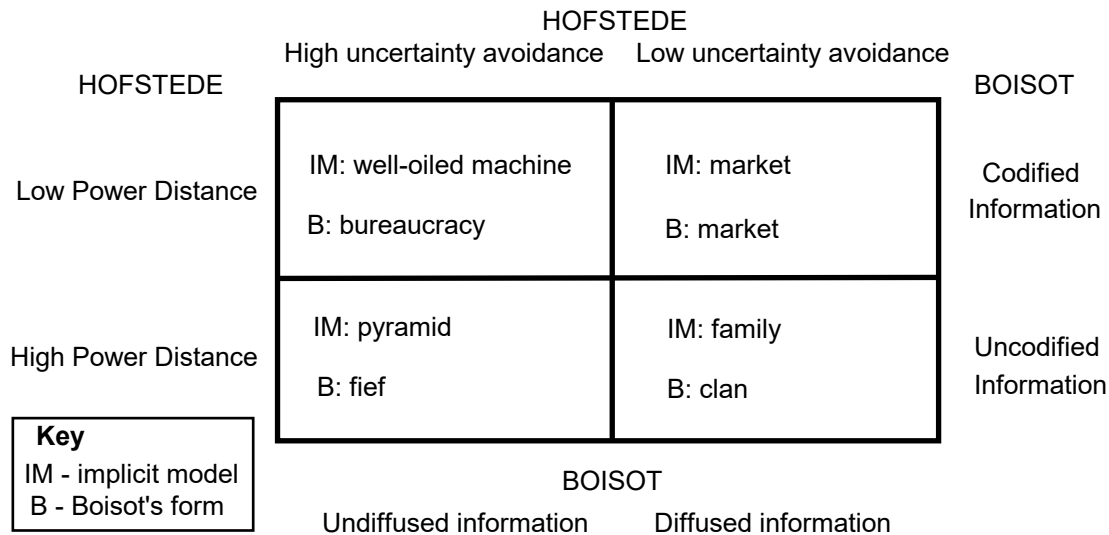 HOFSTEDE
High uncertainty avoidance Low uncertainty avoidance
HOFSTEDE
BOISOT
Low Power Distance
IM: well-oiled machine
B: bureaucracy
IM: market
B: market
Codified
Information
High Power Distance
IM: pyramid
B: fief
IM: family
B: clan
Uncodified
Information
Key
IM - implicit model
B - Boisot's form
BOISOT
Undiffused information Diffused information